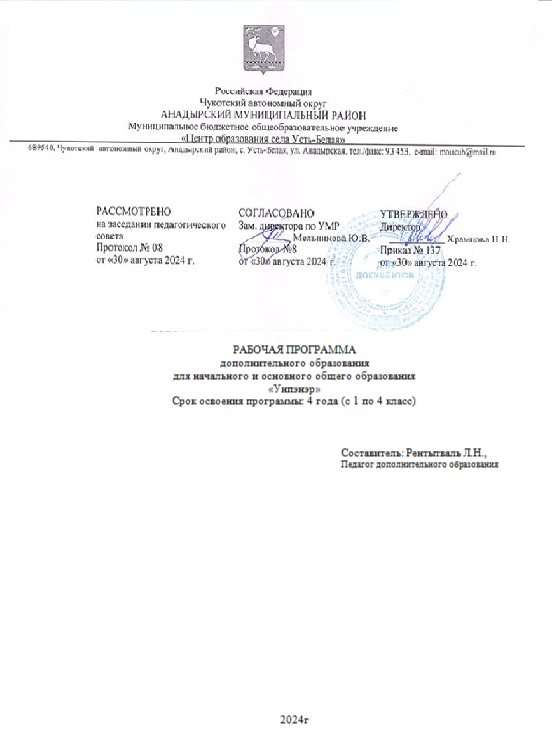 Российская Федерация
Чукотский автономный округ
АНАДЫРСКИЙ МУНИЦИПАЛЬНЫЙ РАЙОН
Муниципальное бюджетное общеобразовательное учреждение
«Центр образования села Усть-Белая»
689540, Чукотский автономный округ, Анадырский район, с. Усть-Белая, ул. Анадырская, тел./факс: 93 453, e-mail:
РАССМОТРЕНО
на заседании педагогического
совета
Протокол № 08
от «30» августа 2024 г.
СОГЛАСОВАНО
Зам. директора по УМР
Мельникова Ю.В.
Протокол №8
от «30» августа 2024 г.
УТВЕРЖДЕНО
Директор
Храмцова Н.Н
Приказ № 137
от «30» августа 2024 г.
ДОКУМЕНТОВ
РАБОЧАЯ ПРОГРАММА
дополнительного образования
для начального и основного общего образования
«Уипэнэр»
Срок освоения программы: 4 года (с 1 по 4 класс)
Составитель: Рентытваль Л.Н.,
Педагог дополнительного образования
2024г